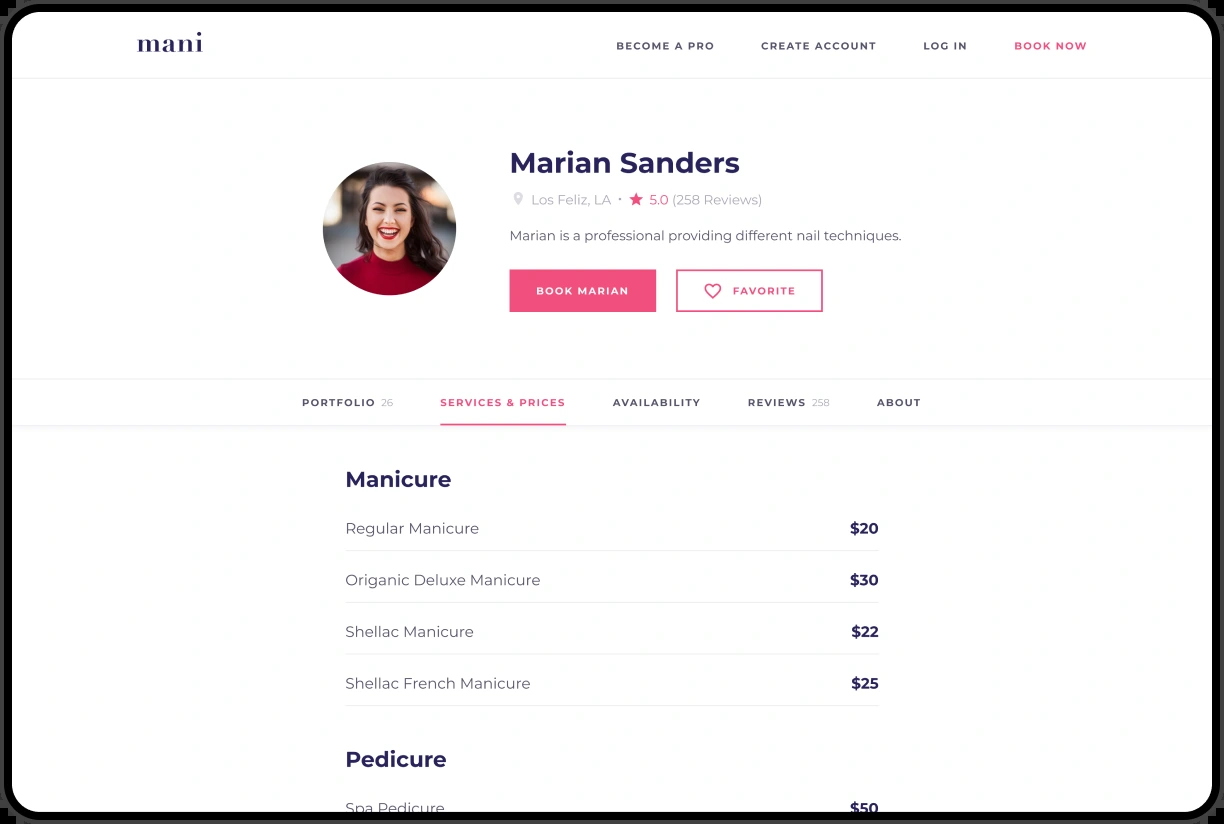 mani
BECOME A PRO CREATE ACCOUNT LOG IN BOOK NOW
Marian Sanders
Los Feliz, LA · 5.0 (258 Reviews)
Marian is a professional providing different nail techniques.
BOOK MARIAN FAVORITE
PORTFOLIO 26 SERVICES & PRICES AVAILABILITY REVIEWS 258 ABOUT
Manicure
Regular Manicure $20
Origanic Deluxe Manicure $30
Shellac Manicure $22
Shellac French Manicure $25
Pedicure
Spa Pedicure $50